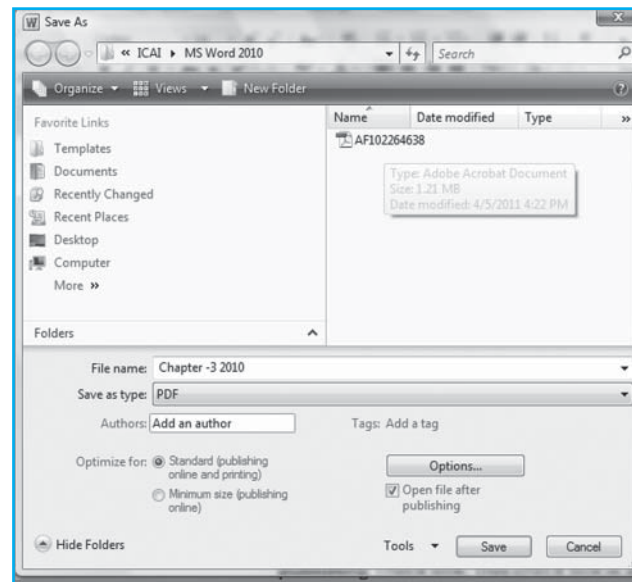 Save As
« ICAI ▸ MS Word 2010
Search
Organize
Views
New Folder
Favorite Links
Templates
Documents
Recently Changed
Recent Places
Desktop
Computer
More »
Folders
Name Date modified Type »
AF102264638
Type: Adobe Acrobat Document
Size: 1.21 MB
Date modified: 4/5/2011 4:22 PM
File name: Chapter -3 2010
Save as type: PDF
Authors: Add an author
Tags: Add a tag
Optimize for: Standard (publishing
online and printing)
Minimum size (publishing
online)
Options...
Open file after
publishing
Hide Folders
Tools
Save
Cancel